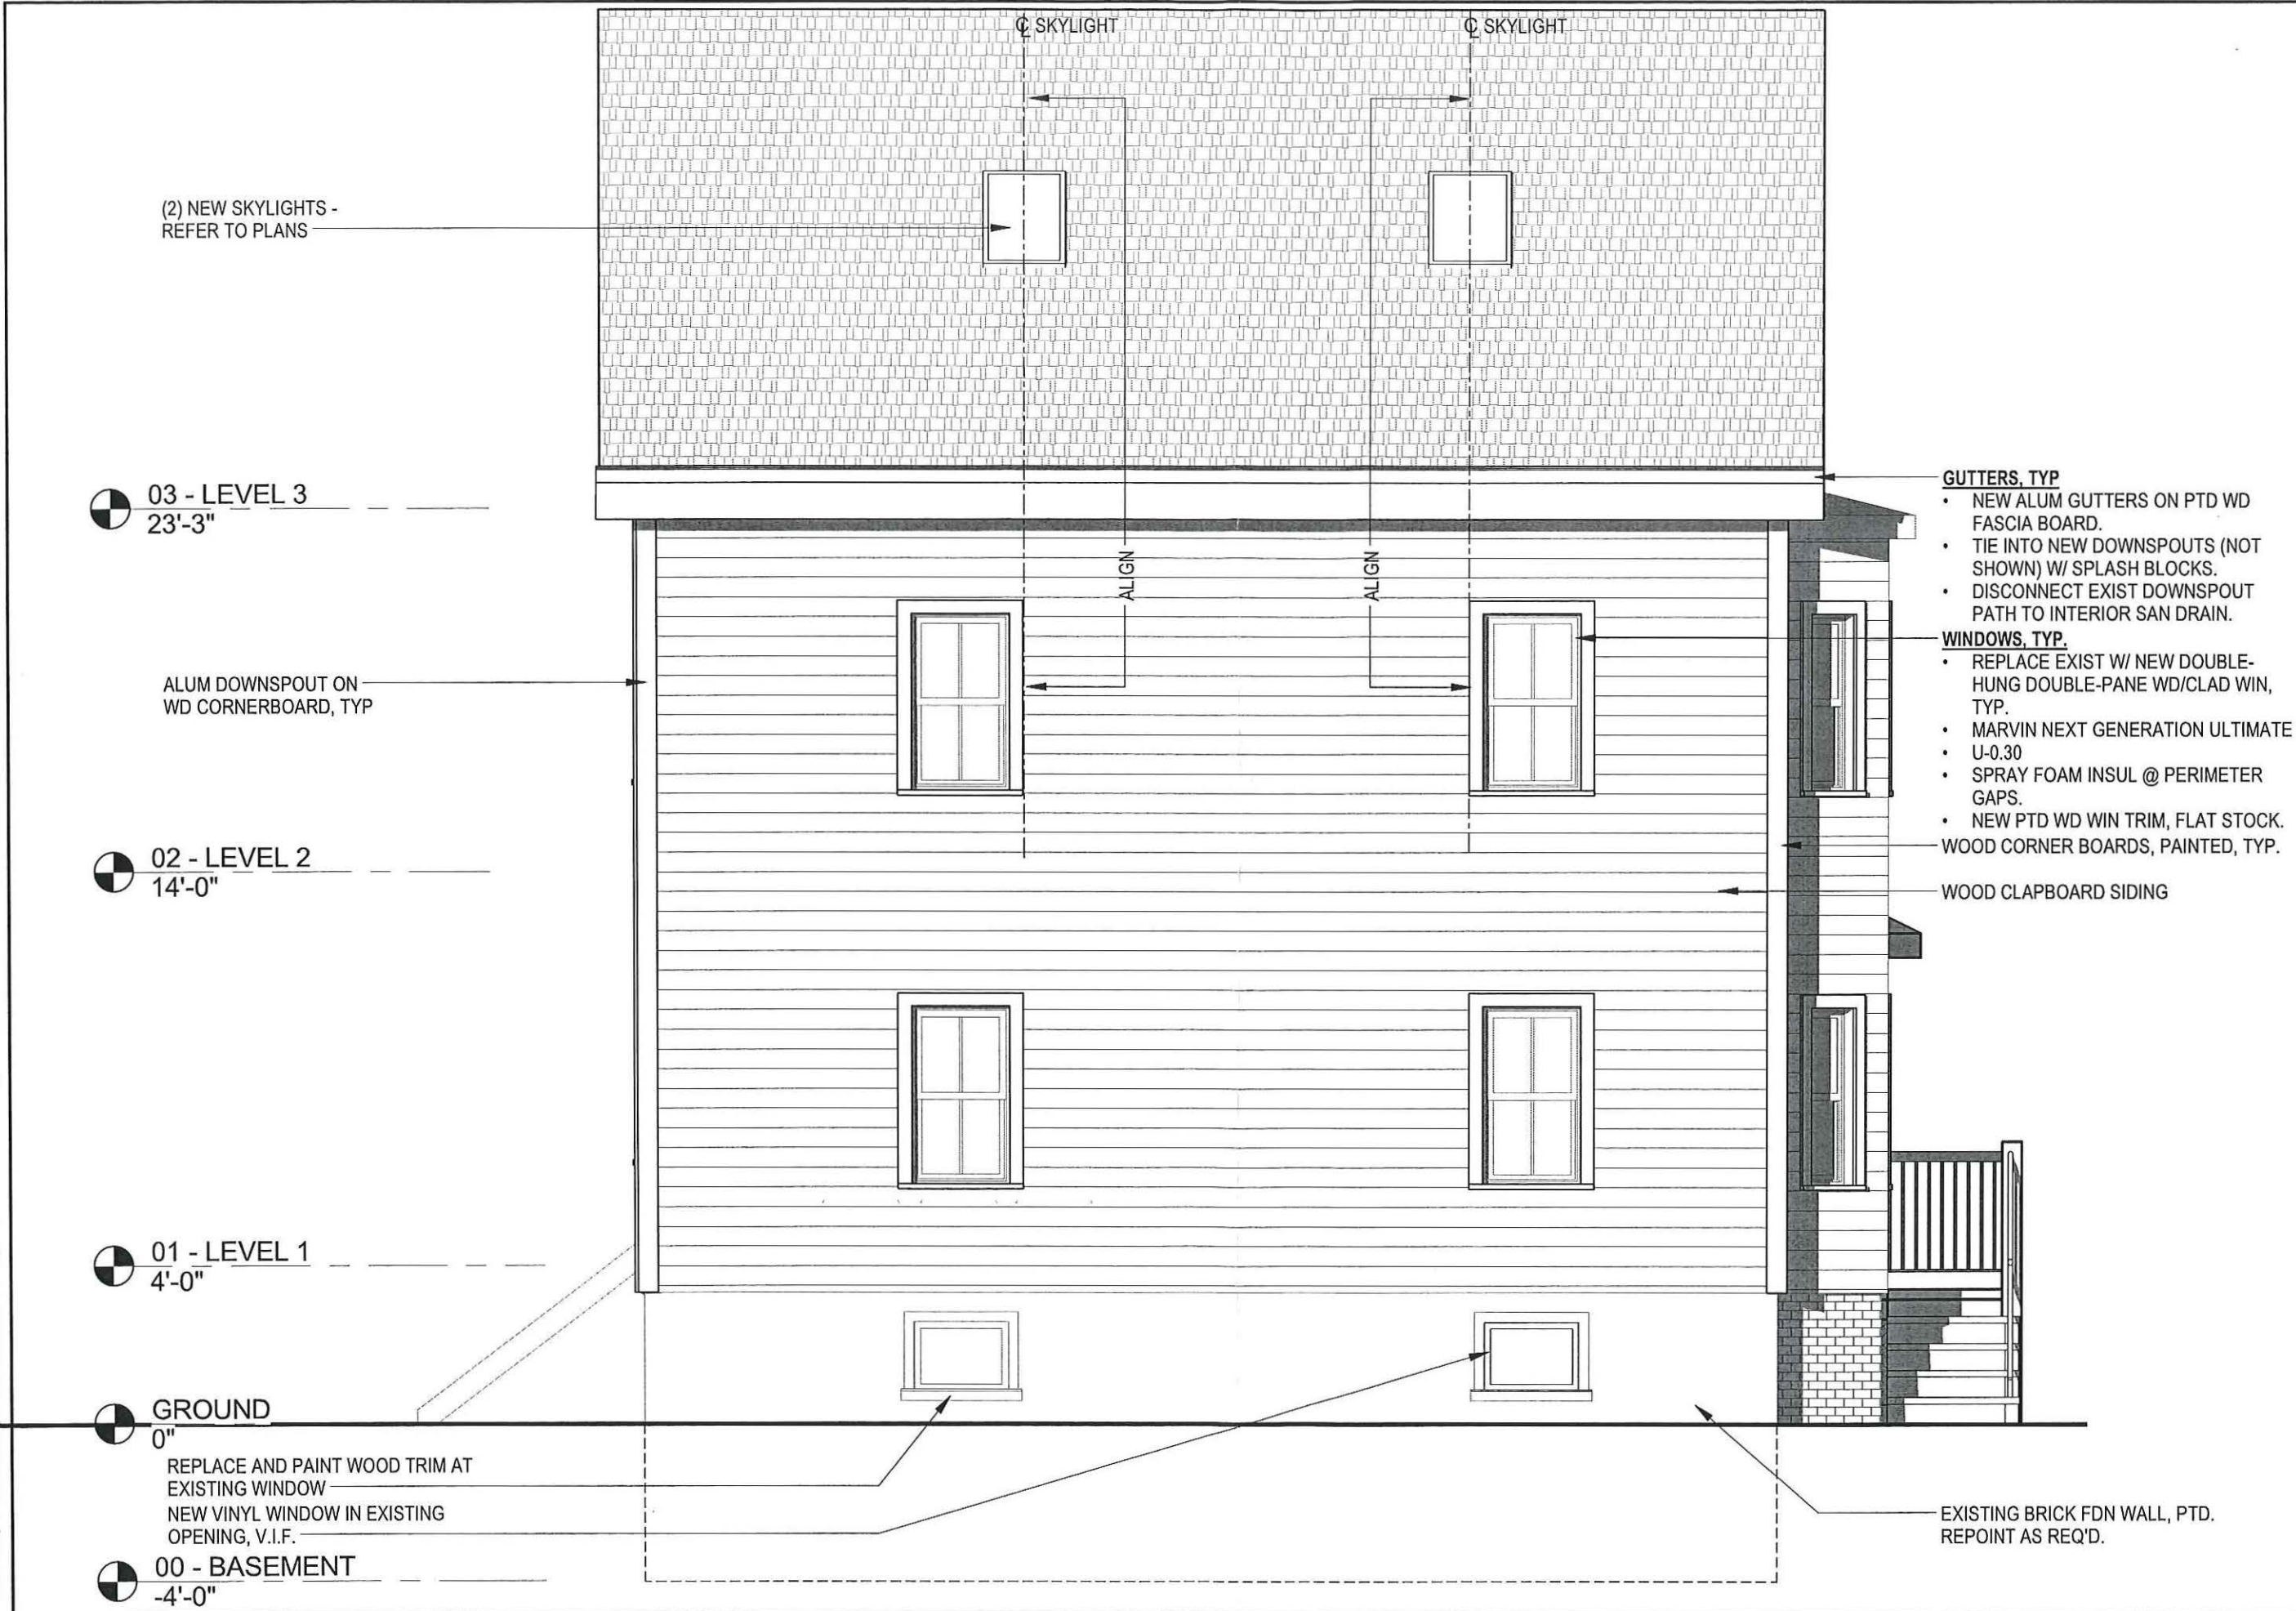 ℄ SKYLIGHT
℄ SKYLIGHT
(2) NEW SKYLIGHTS -
REFER TO PLANS
03 - LEVEL 3
23'-3"
ALIGN
ALIGN
GUTTERS, TYP
• NEW ALUM GUTTERS ON PTD WD
FASCIA BOARD.
• TIE INTO NEW DOWNSPOUTS (NOT
SHOWN) W/ SPLASH BLOCKS.
• DISCONNECT EXIST DOWNSPOUT
PATH TO INTERIOR SAN DRAIN.
WINDOWS, TYP.
• REPLACE EXIST W/ NEW DOUBLE-
HUNG DOUBLE-PANE WD/CLAD WIN,
TYP.
• MARVIN NEXT GENERATION ULTIMATE
• U-0.30
• SPRAY FOAM INSUL @ PERIMETER
GAPS.
• NEW PTD WD WIN TRIM, FLAT STOCK.
WOOD CORNER BOARDS, PAINTED, TYP.
WOOD CLAPBOARD SIDING
ALUM DOWNSPOUT ON
WD CORNERBOARD, TYP
02 - LEVEL 2
14'-0"
01 - LEVEL 1
4'-0"
GROUND
0"
REPLACE AND PAINT WOOD TRIM AT
EXISTING WINDOW
NEW VINYL WINDOW IN EXISTING
OPENING, V.I.F.
EXISTING BRICK FDN WALL, PTD.
REPOINT AS REQ'D.
00 - BASEMENT
-4'-0"